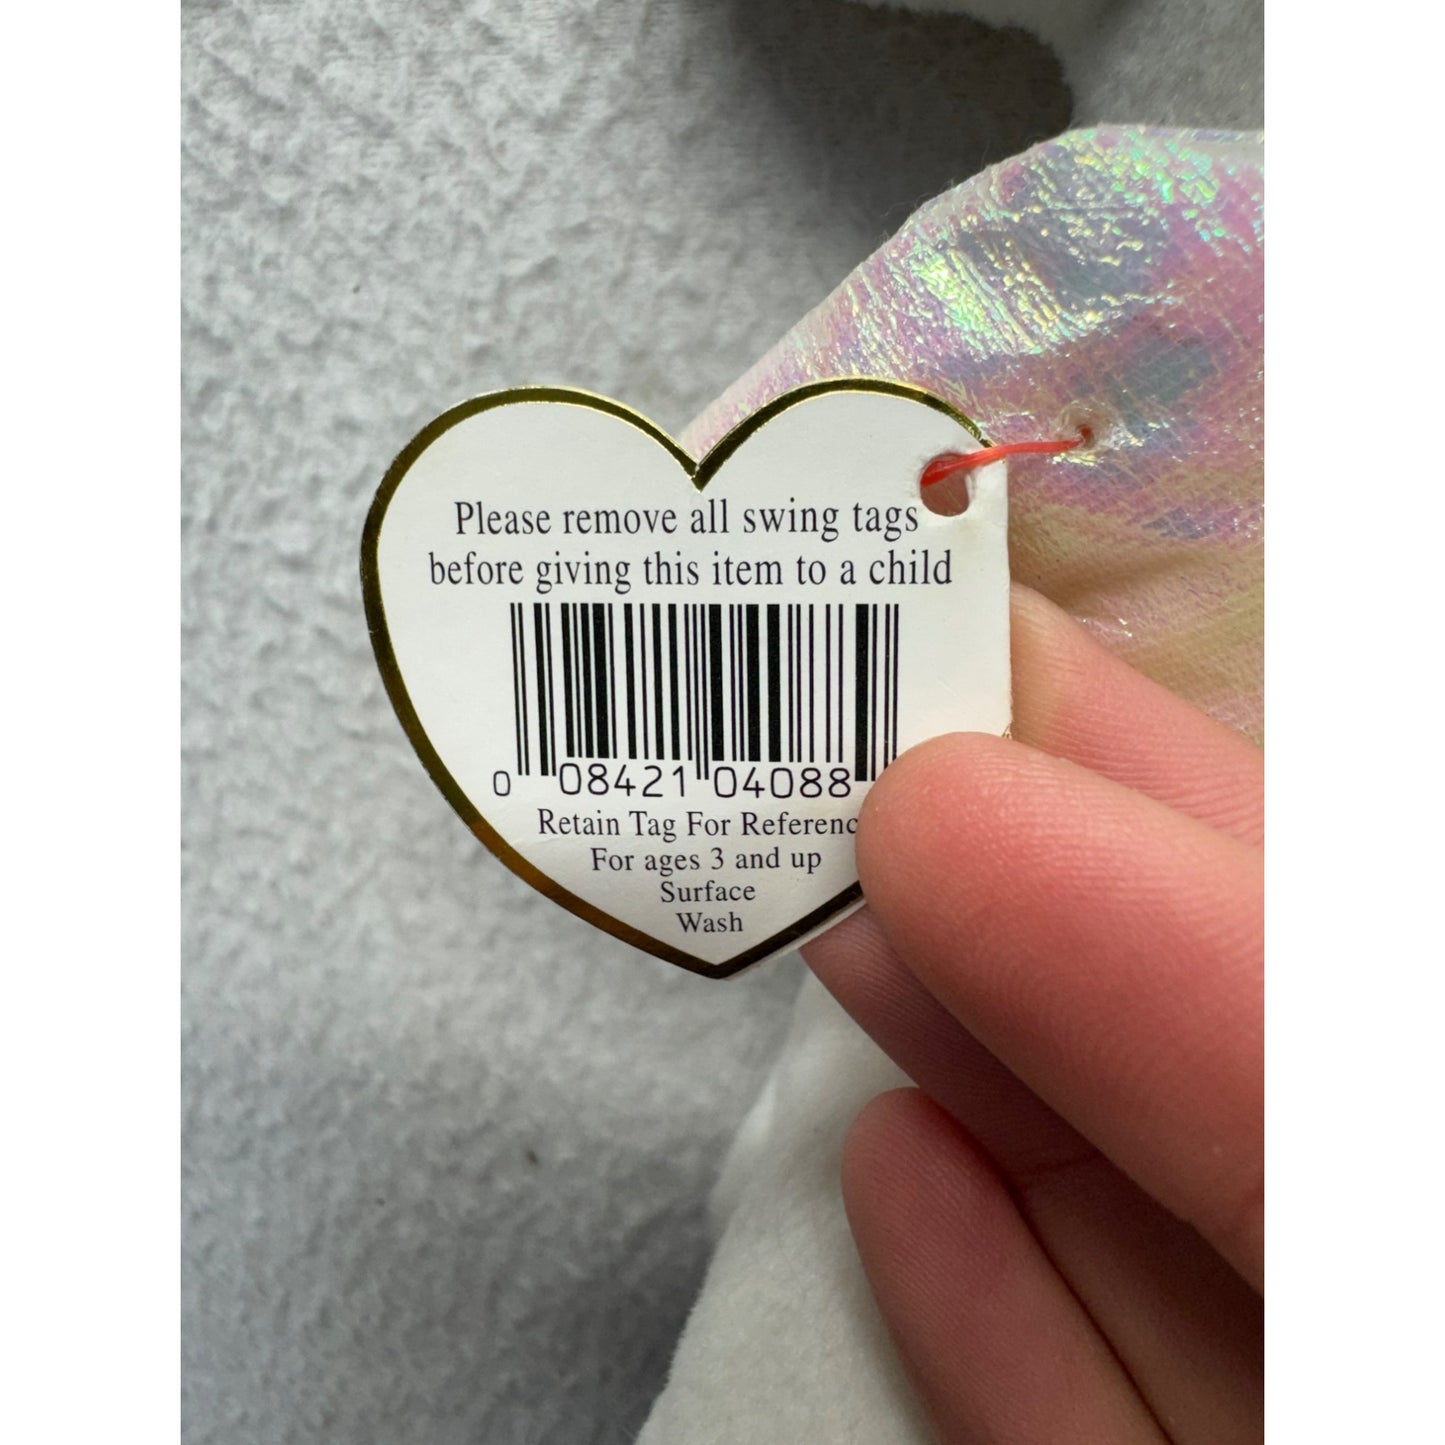 Please remove all swing tags
before giving this item to a child
0 08421 04088
Retain Tag For
For ages 3 and up
Surface
Wash